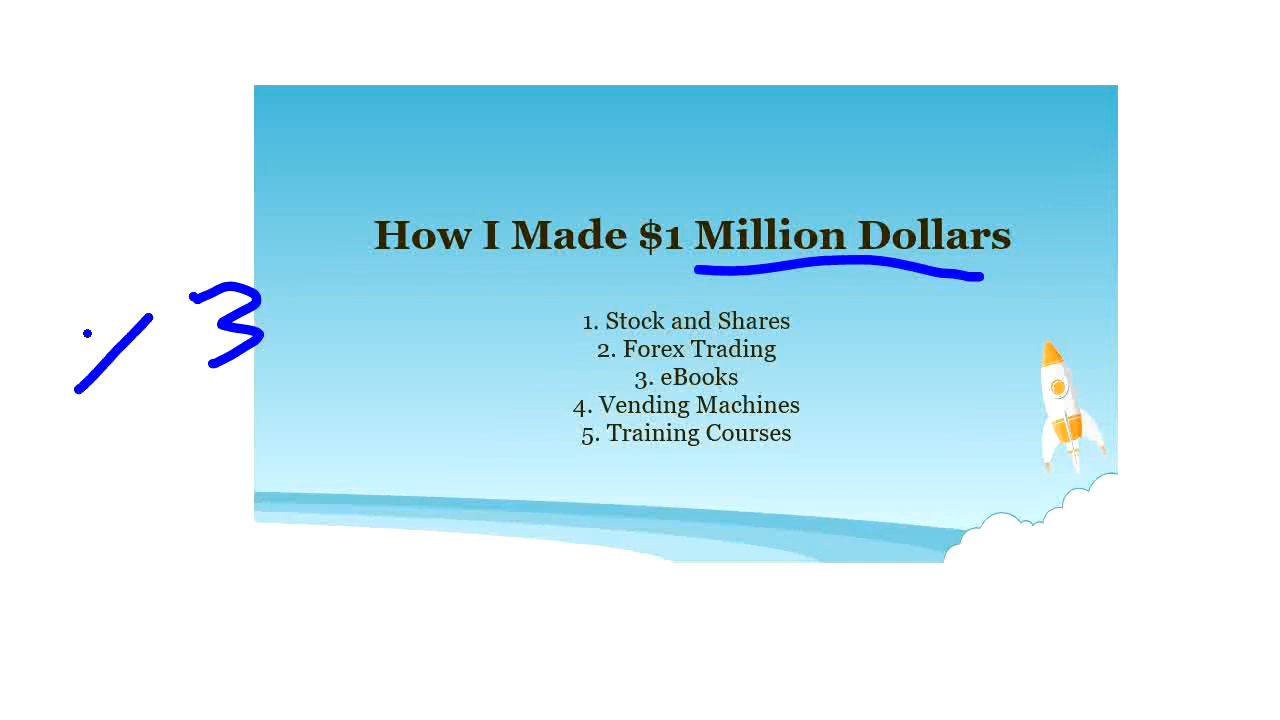 How I Made $1 Million Dollars
3
1. Stock and Shares
2. Forex Trading
3. eBooks
4. Vending Machines
5. Training Courses